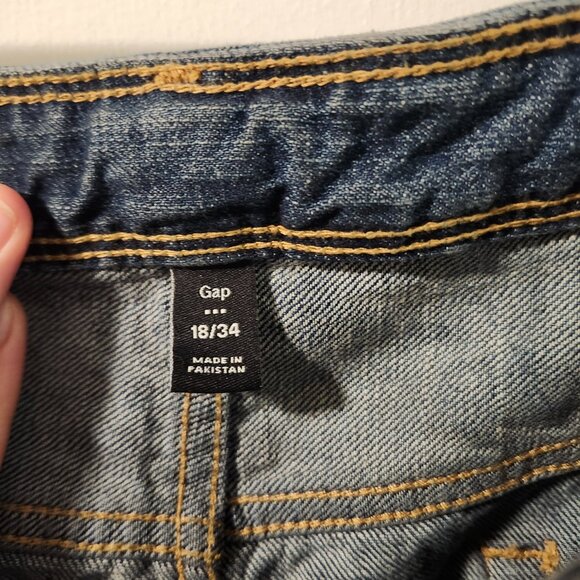 Gap
...
18/34
MADE IN
PAKISTAN